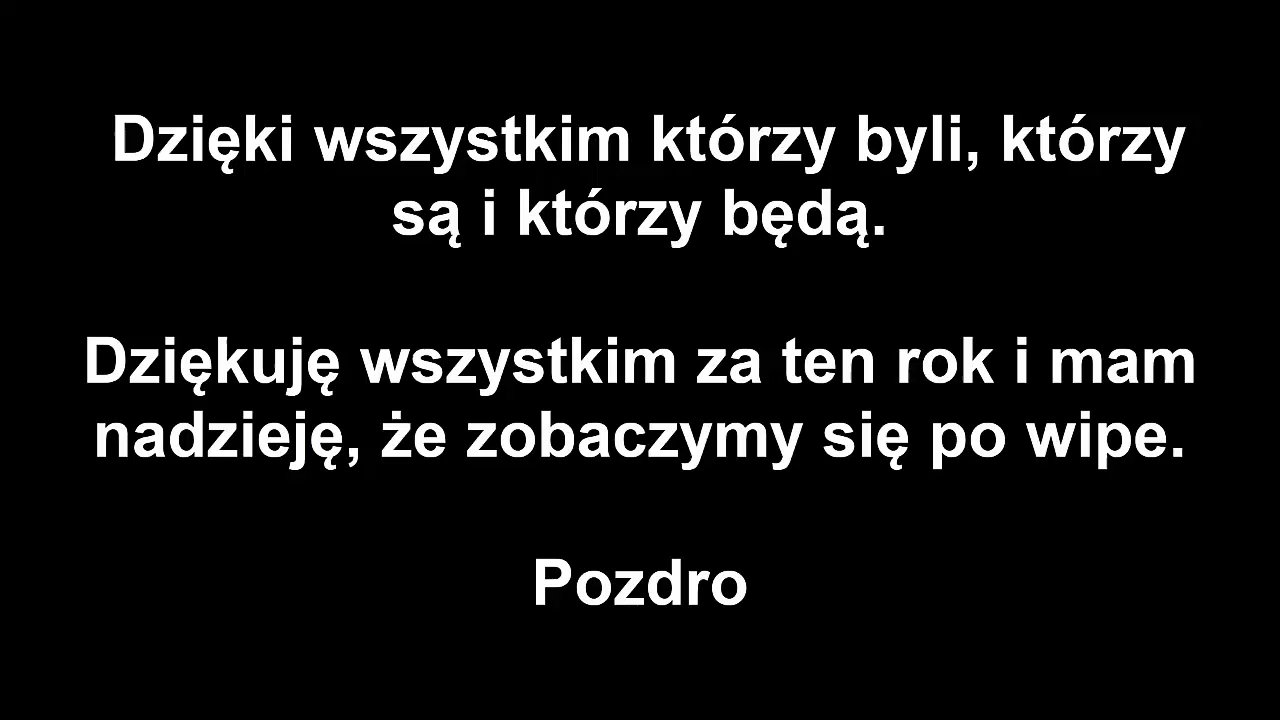 Dzięki wszystkim którzy byli, którzy
są i którzy będą.
Dziękuję wszystkim za ten rok i mam
nadzieję, że zobaczymy się po wipe.
Pozdro